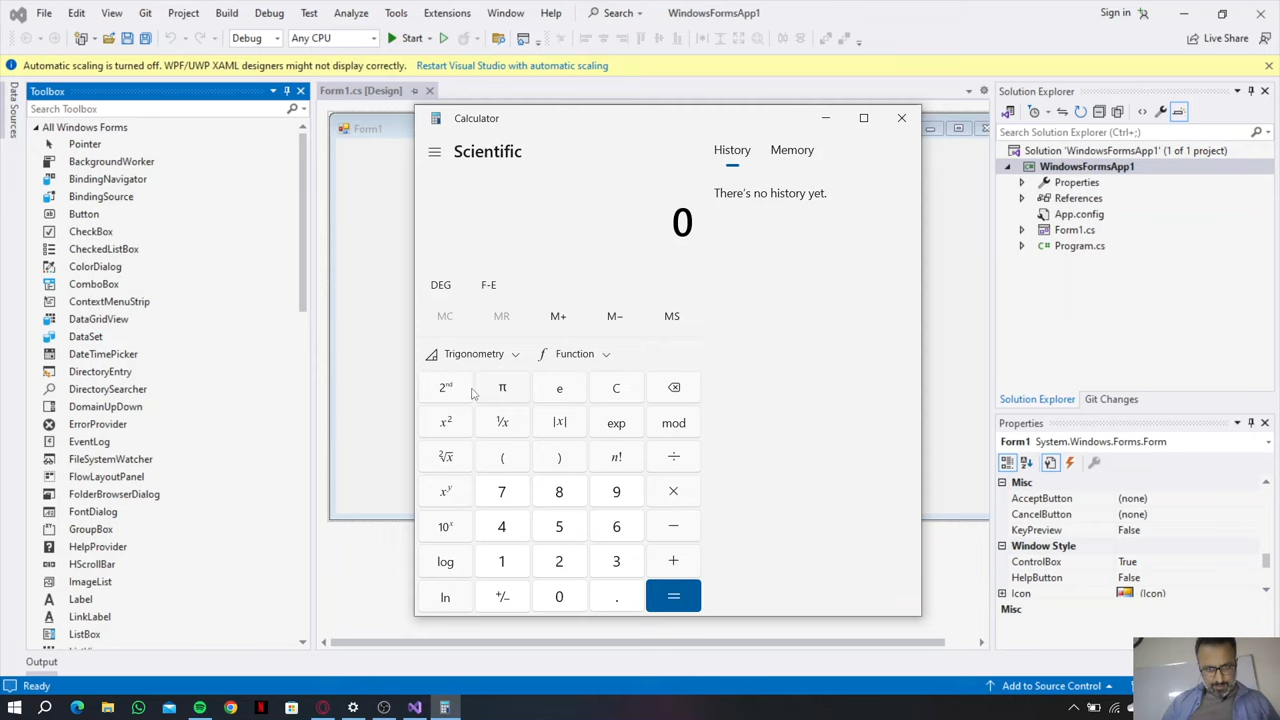 File Edit View Git Project Build Debug Test Analyze Tools Extensions Window Help Search WindowsFormsApp1 Sign in
Debug Any CPU Start Live Share
Automatic scaling is turned off. WPF/UWP XAML designers might not display correctly. Restart Visual Studio with automatic scaling
Data Sources
Toolbox
Search Toolbox
All Windows Forms
Pointer
BackgroundWorker
BindingNavigator
BindingSource
Button
CheckBox
CheckedListBox
ColorDialog
ComboBox
ContextMenuStrip
DataGridView
DataSet
DateTimePicker
DirectoryEntry
DirectorySearcher
DomainUpDown
ErrorProvider
EventLog
FileSystemWatcher
FlowLayoutPanel
FolderBrowserDialog
FontDialog
GroupBox
HelpProvider
HScrollBar
ImageList
Label
LinkLabel
ListBox
Form1.cs [Design]
Form1
Calculator
Scientific
History Memory
There's no history yet.
0
DEG F-E
MC MR M+ M− MS
Trigonometry Function
2nd π e C
x² ⅟x |x| exp mod
²√x ( ) n! ÷
xʸ 7 8 9 ×
10ˣ 4 5 6 −
log 1 2 3 +
ln +/− 0 . =
Solution Explorer
Search Solution Explorer (Ctrl+;)
Solution 'WindowsFormsApp1' (1 of 1 project)
WindowsFormsApp1
Properties
References
App.config
Form1.cs
Program.cs
Solution Explorer Git Changes
Properties
Form1 System.Windows.Forms.Form
Misc
AcceptButton (none)
CancelButton (none)
KeyPreview False
Window Style
ControlBox True
HelpButton False
Icon (Icon)
Misc
Output
Ready Add to Source Control